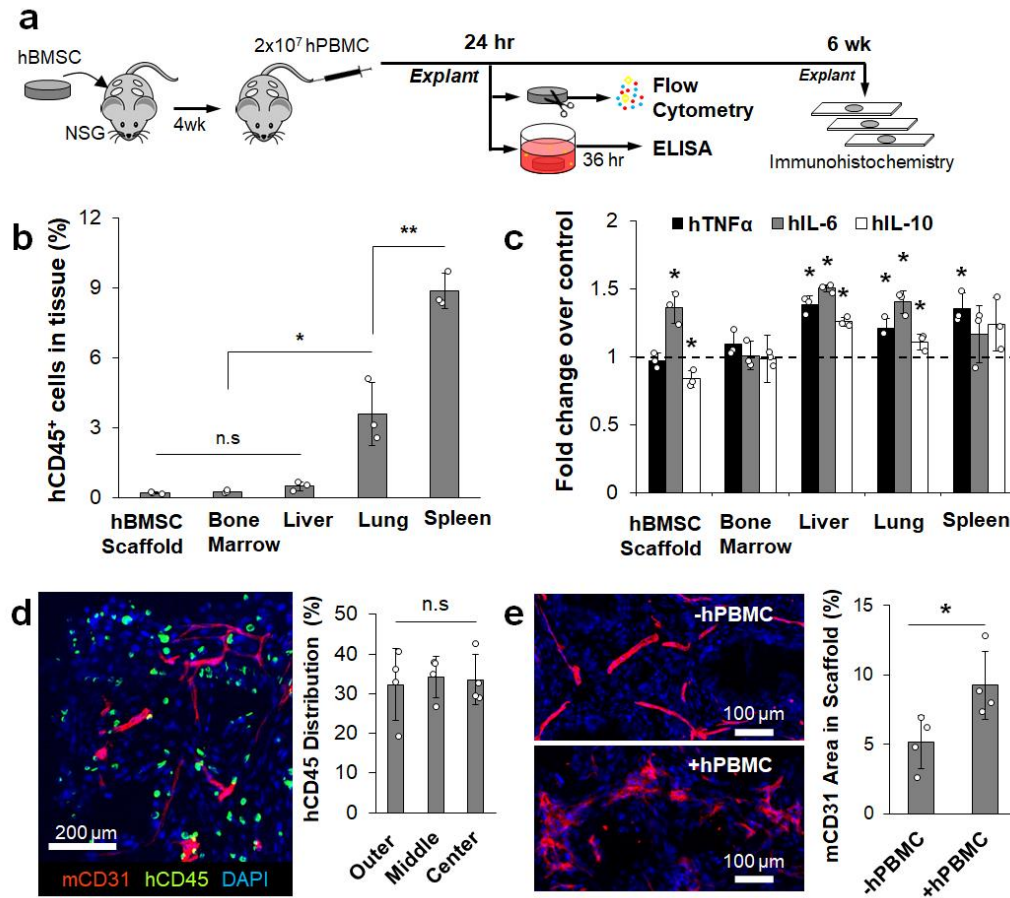 a
hBMSC
NSG
4wk
2x10⁷ hPBMC
24 hr
6 wk
Explant
Explant
Flow
Cytometry
36 hr
ELISA
Immunohistochemistry
b
hCD45⁺ cells in tissue (%)
12
9
6
3
0
n.s
*
**
hBMSC
Scaffold
Bone
Marrow
Liver
Lung
Spleen
c
Fold change over control
2
1.5
1
0.5
0
hTNFα
hIL-6
hIL-10
* *
* * *
* * *
*
hBMSC
Scaffold
Bone
Marrow
Liver
Lung
Spleen
d
200 µm
mCD31 hCD45 DAPI
hCD45 Distribution (%)
50
40
30
20
10
0
n.s
Outer
Middle
Center
e
-hPBMC
100 µm
+hPBMC
100 µm
mCD31 Area in Scaffold (%)
15
10
5
0
*
-hPBMC
+hPBMC